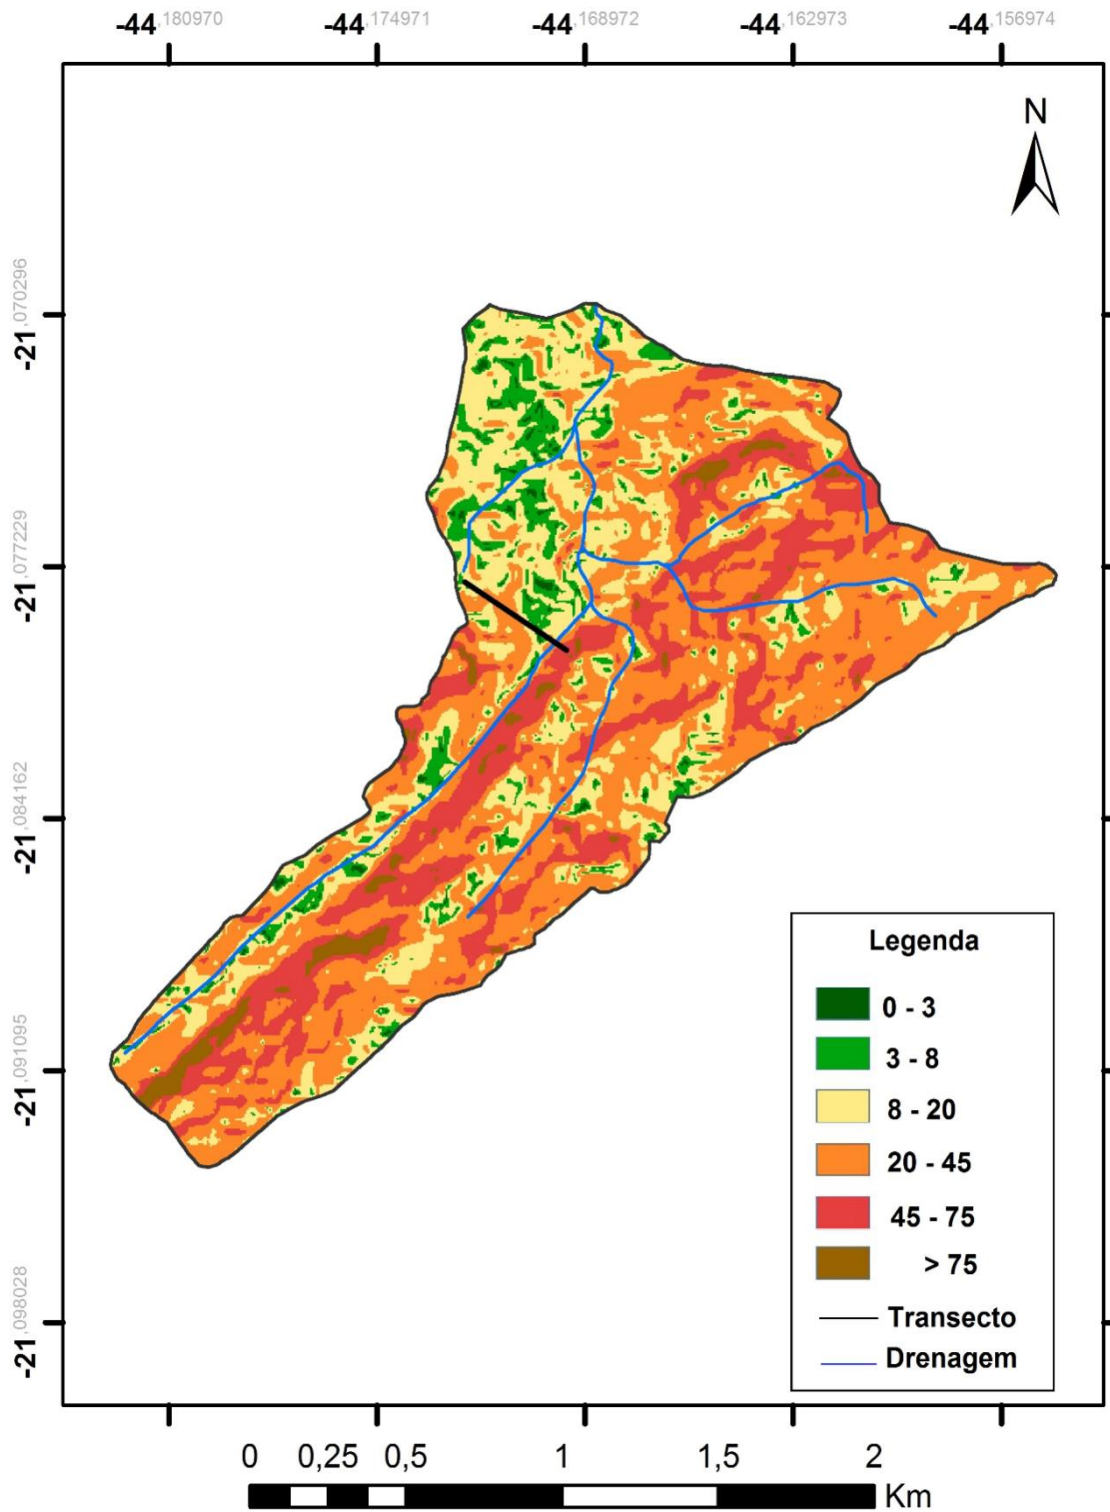 -44,180970 -44,174971 -44,168972 -44,162973 -44,156974
N
-21,070296
-21,077229
-21,084162
-21,091095
-21,098028
Legenda
0 - 3
3 - 8
8 - 20
20 - 45
45 - 75
> 75
Transecto
Drenagem
0 0,25 0,5 1 1,5 2
Km